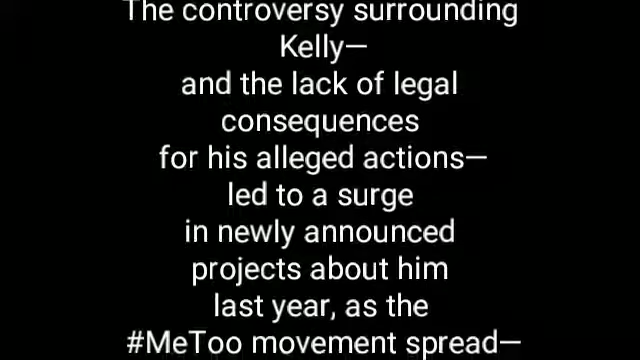 The controversy surrounding
Kelly—
and the lack of legal
consequences
for his alleged actions—
led to a surge
in newly announced
projects about him
last year, as the
#MeToo movement spread—